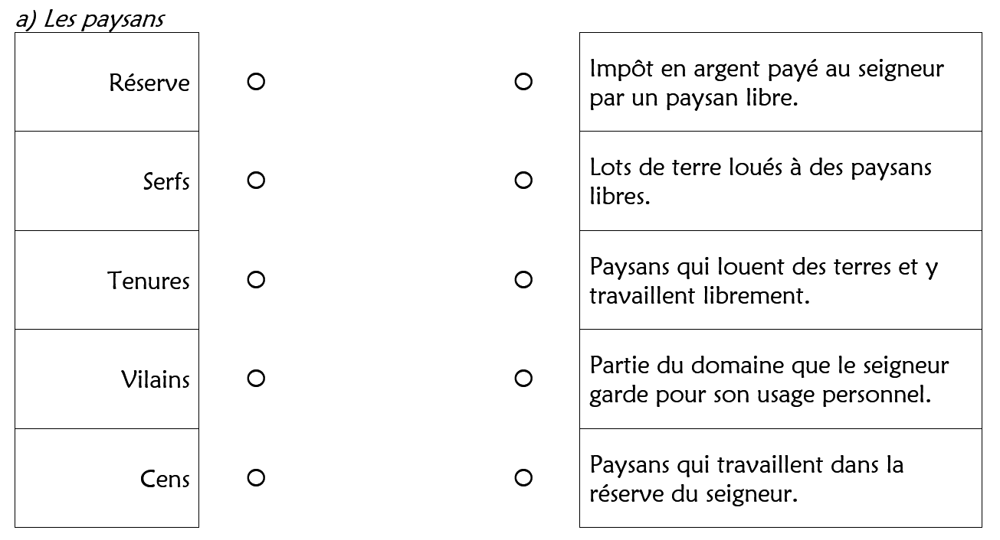 a) Les paysans
Réserve
Impôt en argent payé au seigneur
par un paysan libre.
Serfs
Lots de terre loués à des paysans
libres.
Tenures
Paysans qui louent des terres et y
travaillent librement.
Vilains
Partie du domaine que le seigneur
garde pour son usage personnel.
Cens
Paysans qui travaillent dans la
réserve du seigneur.